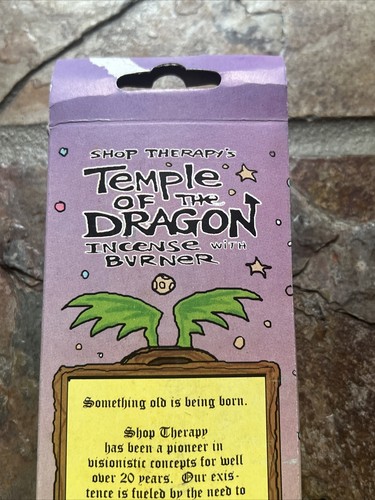 SHOP THERAPY'S
TEMPLE
OF THE
DRAGON
INCENSE WITH
BURNER
Something old is being born.
Shop Therapy
has been a pioneer in
visionistic concepts for well
over 20 years. Our exis-
tence is fueled by the need to